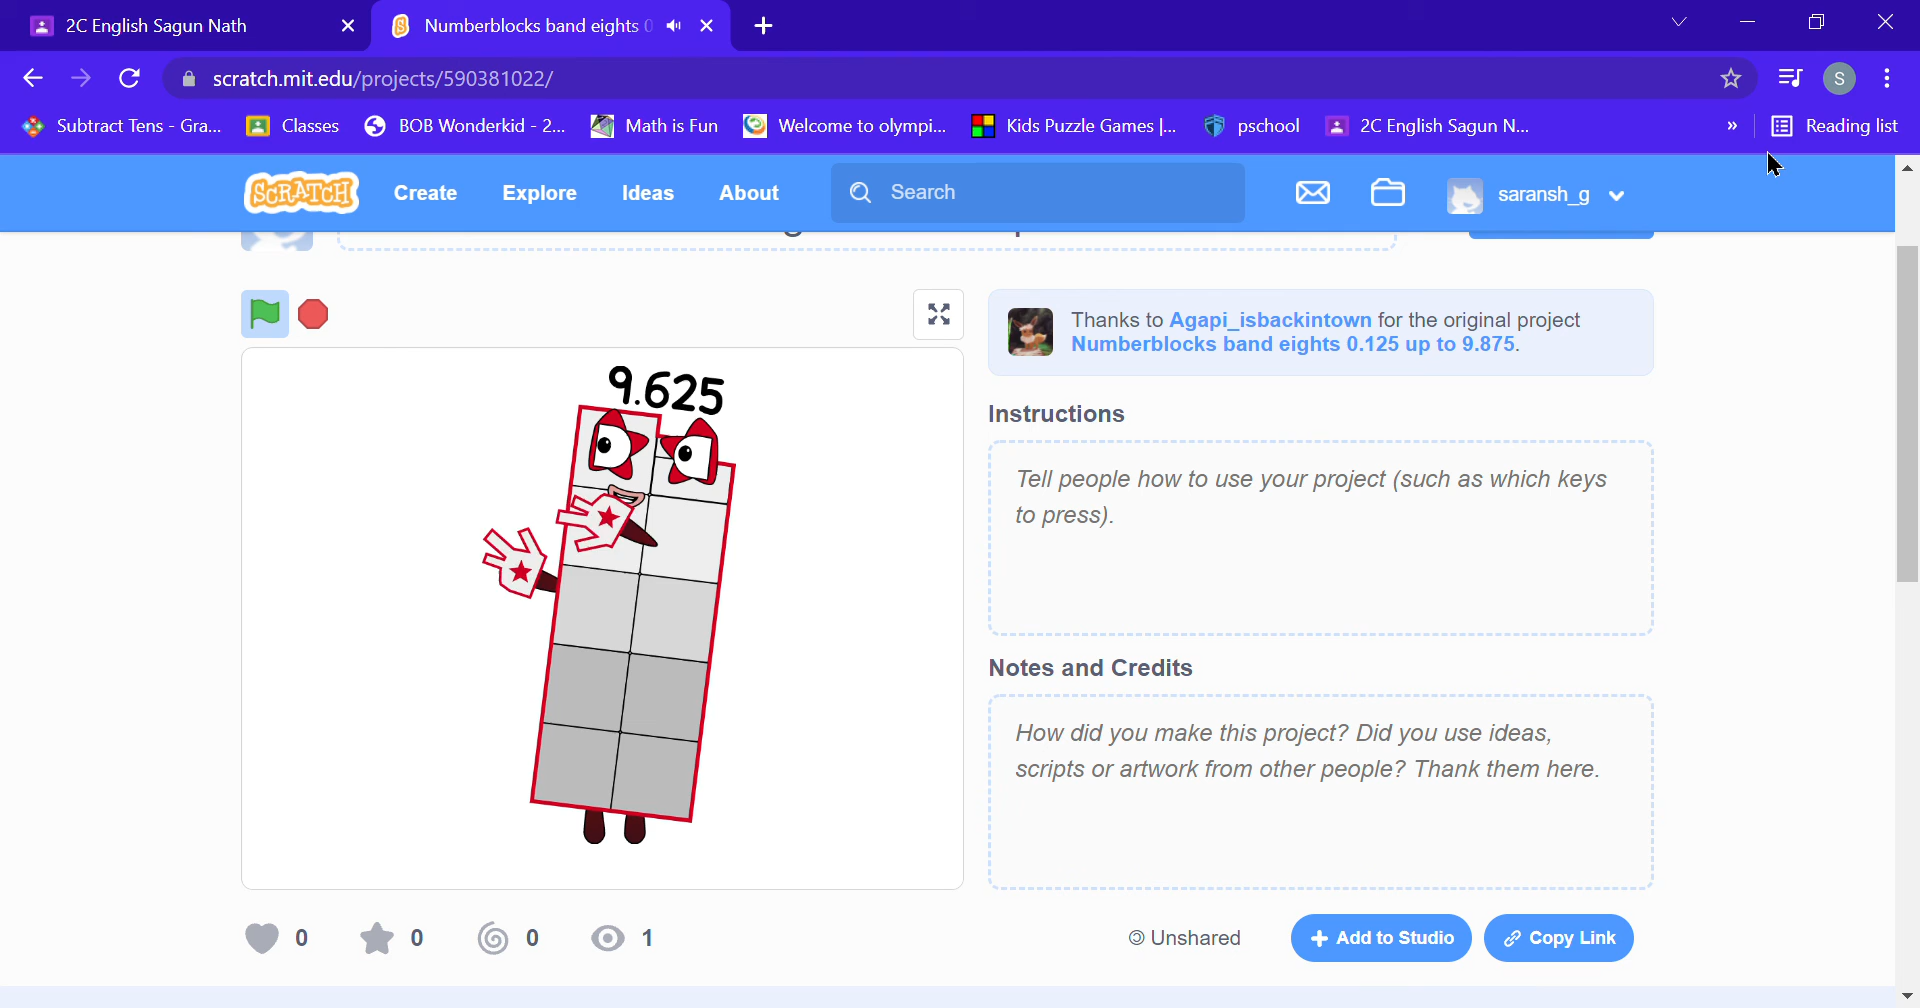 2C English Sagun Nath
Numberblocks band eights 0
scratch.mit.edu/projects/590381022/
S
Subtract Tens - Gra...
Classes
BOB Wonderkid - 2...
Math is Fun
Welcome to olympi...
Kids Puzzle Games |...
pschool
2C English Sagun N...
»
Reading list
SCRATCH
Create
Explore
Ideas
About
Search
saransh_g
9.625
Thanks to Agapi_isbackintown for the original project
Numberblocks band eights 0.125 up to 9.875.
Instructions
Tell people how to use your project (such as which keys
to press).
Notes and Credits
How did you make this project? Did you use ideas,
scripts or artwork from other people? Thank them here.
0
0
0
1
Unshared
Add to Studio
Copy Link